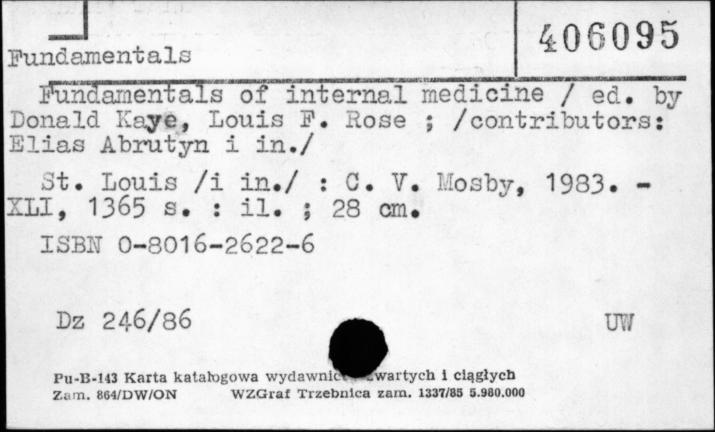 406095
Fundamentals
Fundamentals of internal medicine / ed. by
Donald Kaye, Louis F. Rose ; /contributors:
Elias Abrutyn i in./
St. Louis /i in./ : C. V. Mosby, 1983. -
XLI, 1365 s. : il. ; 28 cm.
ISBN 0-8016-2622-6
Dz 246/86 UW
Pu-B-143 Karta katalogowa wydawnic wartych i ciągłych
Zam. 864/DW/ON WZGraf Trzebnica zam. 1337/85 5.980.000